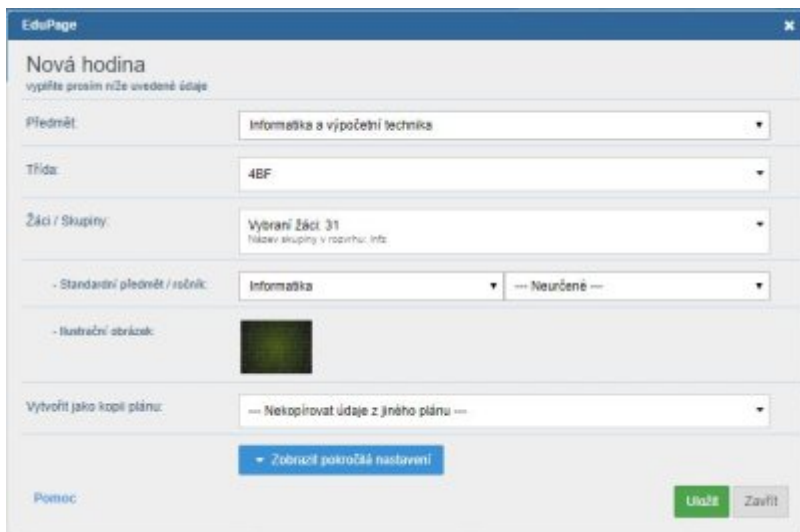 EduPage
Nová hodina
vyplňte prosím níže uvedené údaje
Předmět:
Informatika a výpočetní technika
Třída:
4BF
Žáci / Skupiny:
Vybraní žáci: 31
Název skupiny v rozvrhu: Infz
- Standardní předmět / ročník:
Informatika
--- Neurčené ---
- Ilustrační obrázek:
Vytvořit jako kopii plánu:
--- Nekopírovat údaje z jiného plánu ---
Zobrazit pokročilá nastavení
Pomoc
Uložit
Zavřít